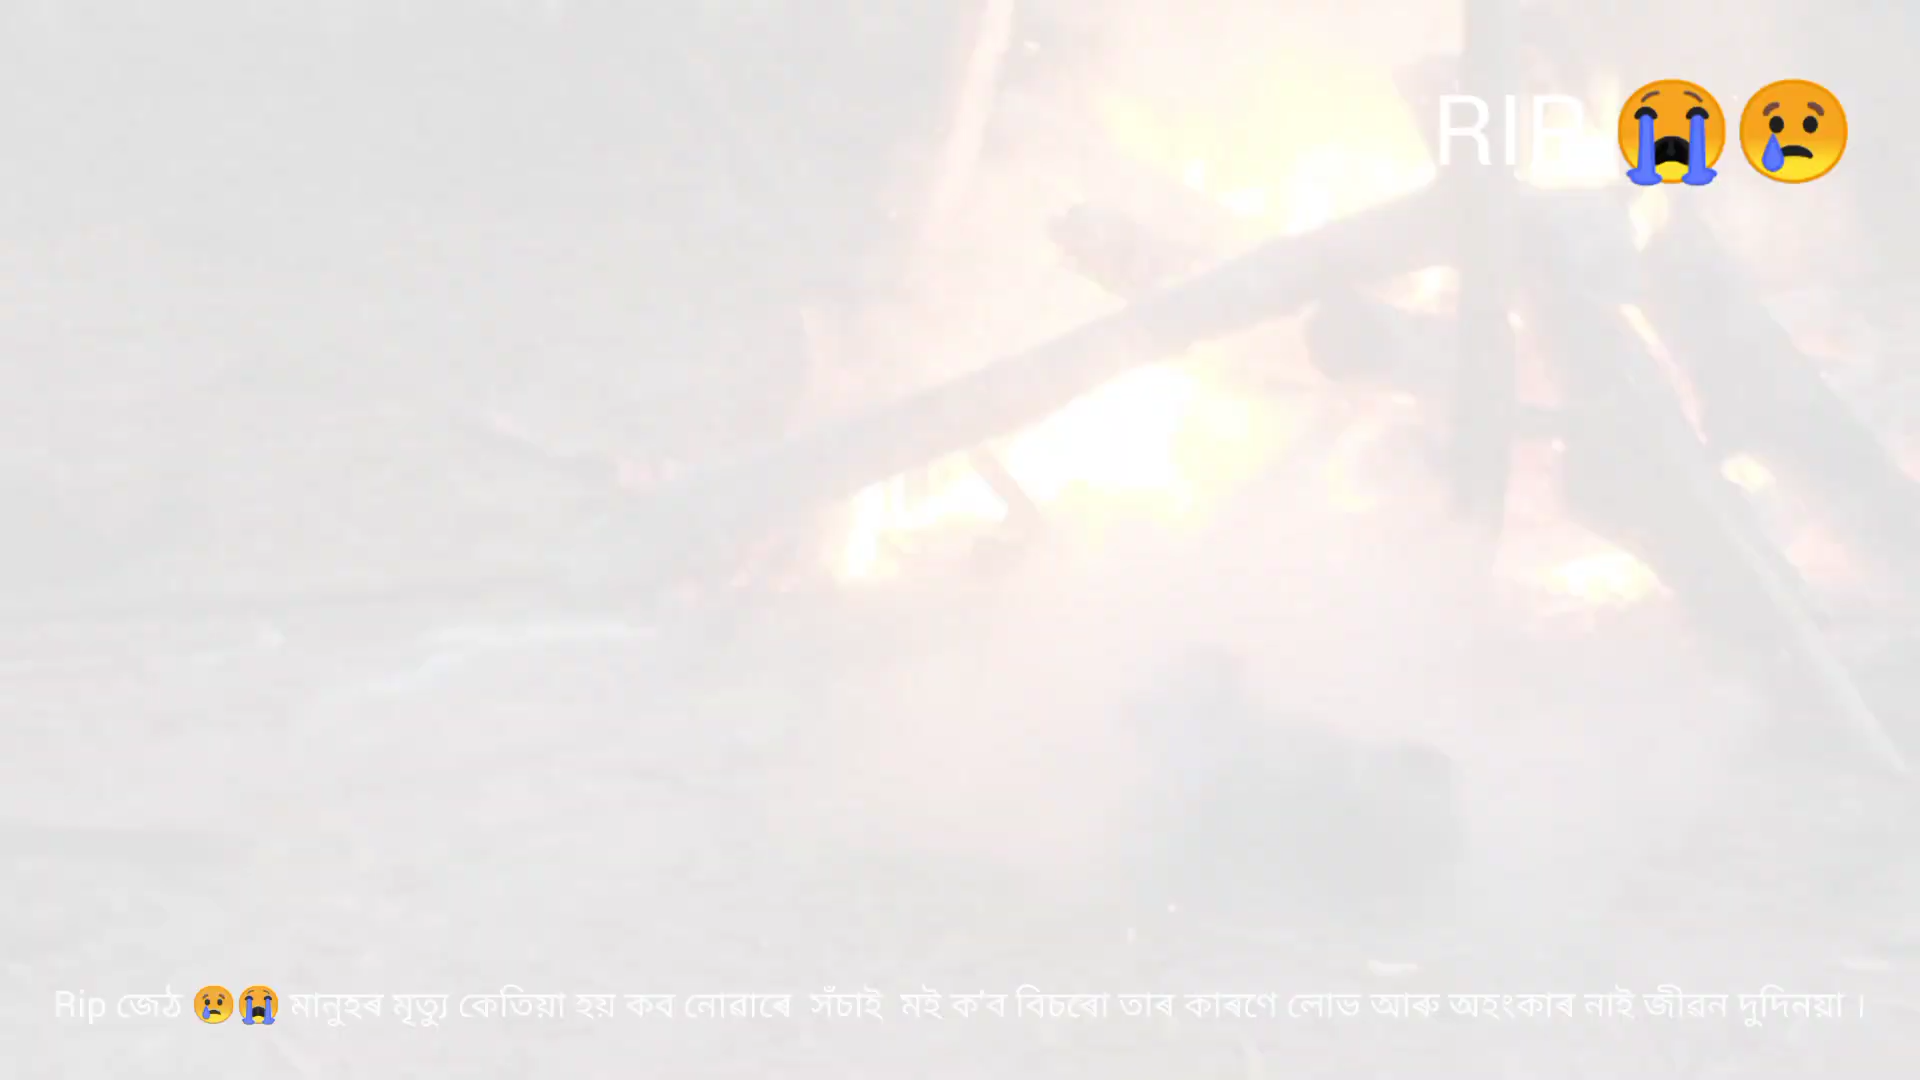 RIP 😭😢
Rip জেঠ 😢😭 মানুহৰ মৃত্যু কেতিয়া হয় কব নোৱাৰে সঁচাই মই ক'ব বিচৰো তাৰ কাৰণে লোভ আৰু অহংকাৰ নাই জীৱন দুদিনয়া ।